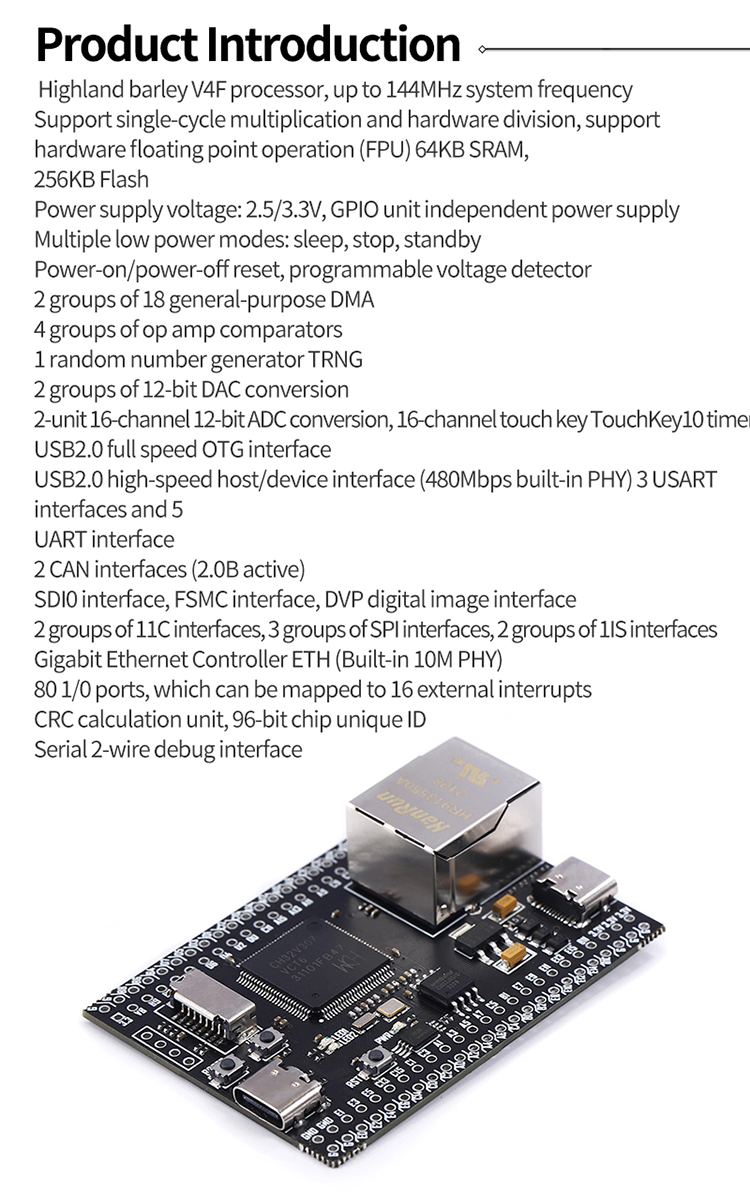 Product Introduction
Highland barley V4F processor, up to 144MHz system frequency
Support single-cycle multiplication and hardware division, support
hardware floating point operation (FPU) 64KB SRAM,
256KB Flash
Power supply voltage: 2.5/3.3V, GPIO unit independent power supply
Multiple low power modes: sleep, stop, standby
Power-on/power-off reset, programmable voltage detector
2 groups of 18 general-purpose DMA
4 groups of op amp comparators
1 random number generator TRNG
2 groups of 12-bit DAC conversion
2-unit 16-channel 12-bit ADC conversion, 16-channel touch key TouchKey10 timer
USB2.0 full speed OTG interface
USB2.0 high-speed host/device interface (480Mbps built-in PHY) 3 USART
interfaces and 5
UART interface
2 CAN interfaces (2.0B active)
SDI0 interface, FSMC interface, DVP digital image interface
2 groups of 11C interfaces, 3 groups of SPI interfaces, 2 groups of 1IS interfaces
Gigabit Ethernet Controller ETH (Built-in 10M PHY)
80 1/0 ports, which can be mapped to 16 external interrupts
CRC calculation unit, 96-bit chip unique ID
Serial 2-wire debug interface
NanRun
HR913550A
CH32V307
VCT6
WCH
RST
GND GND